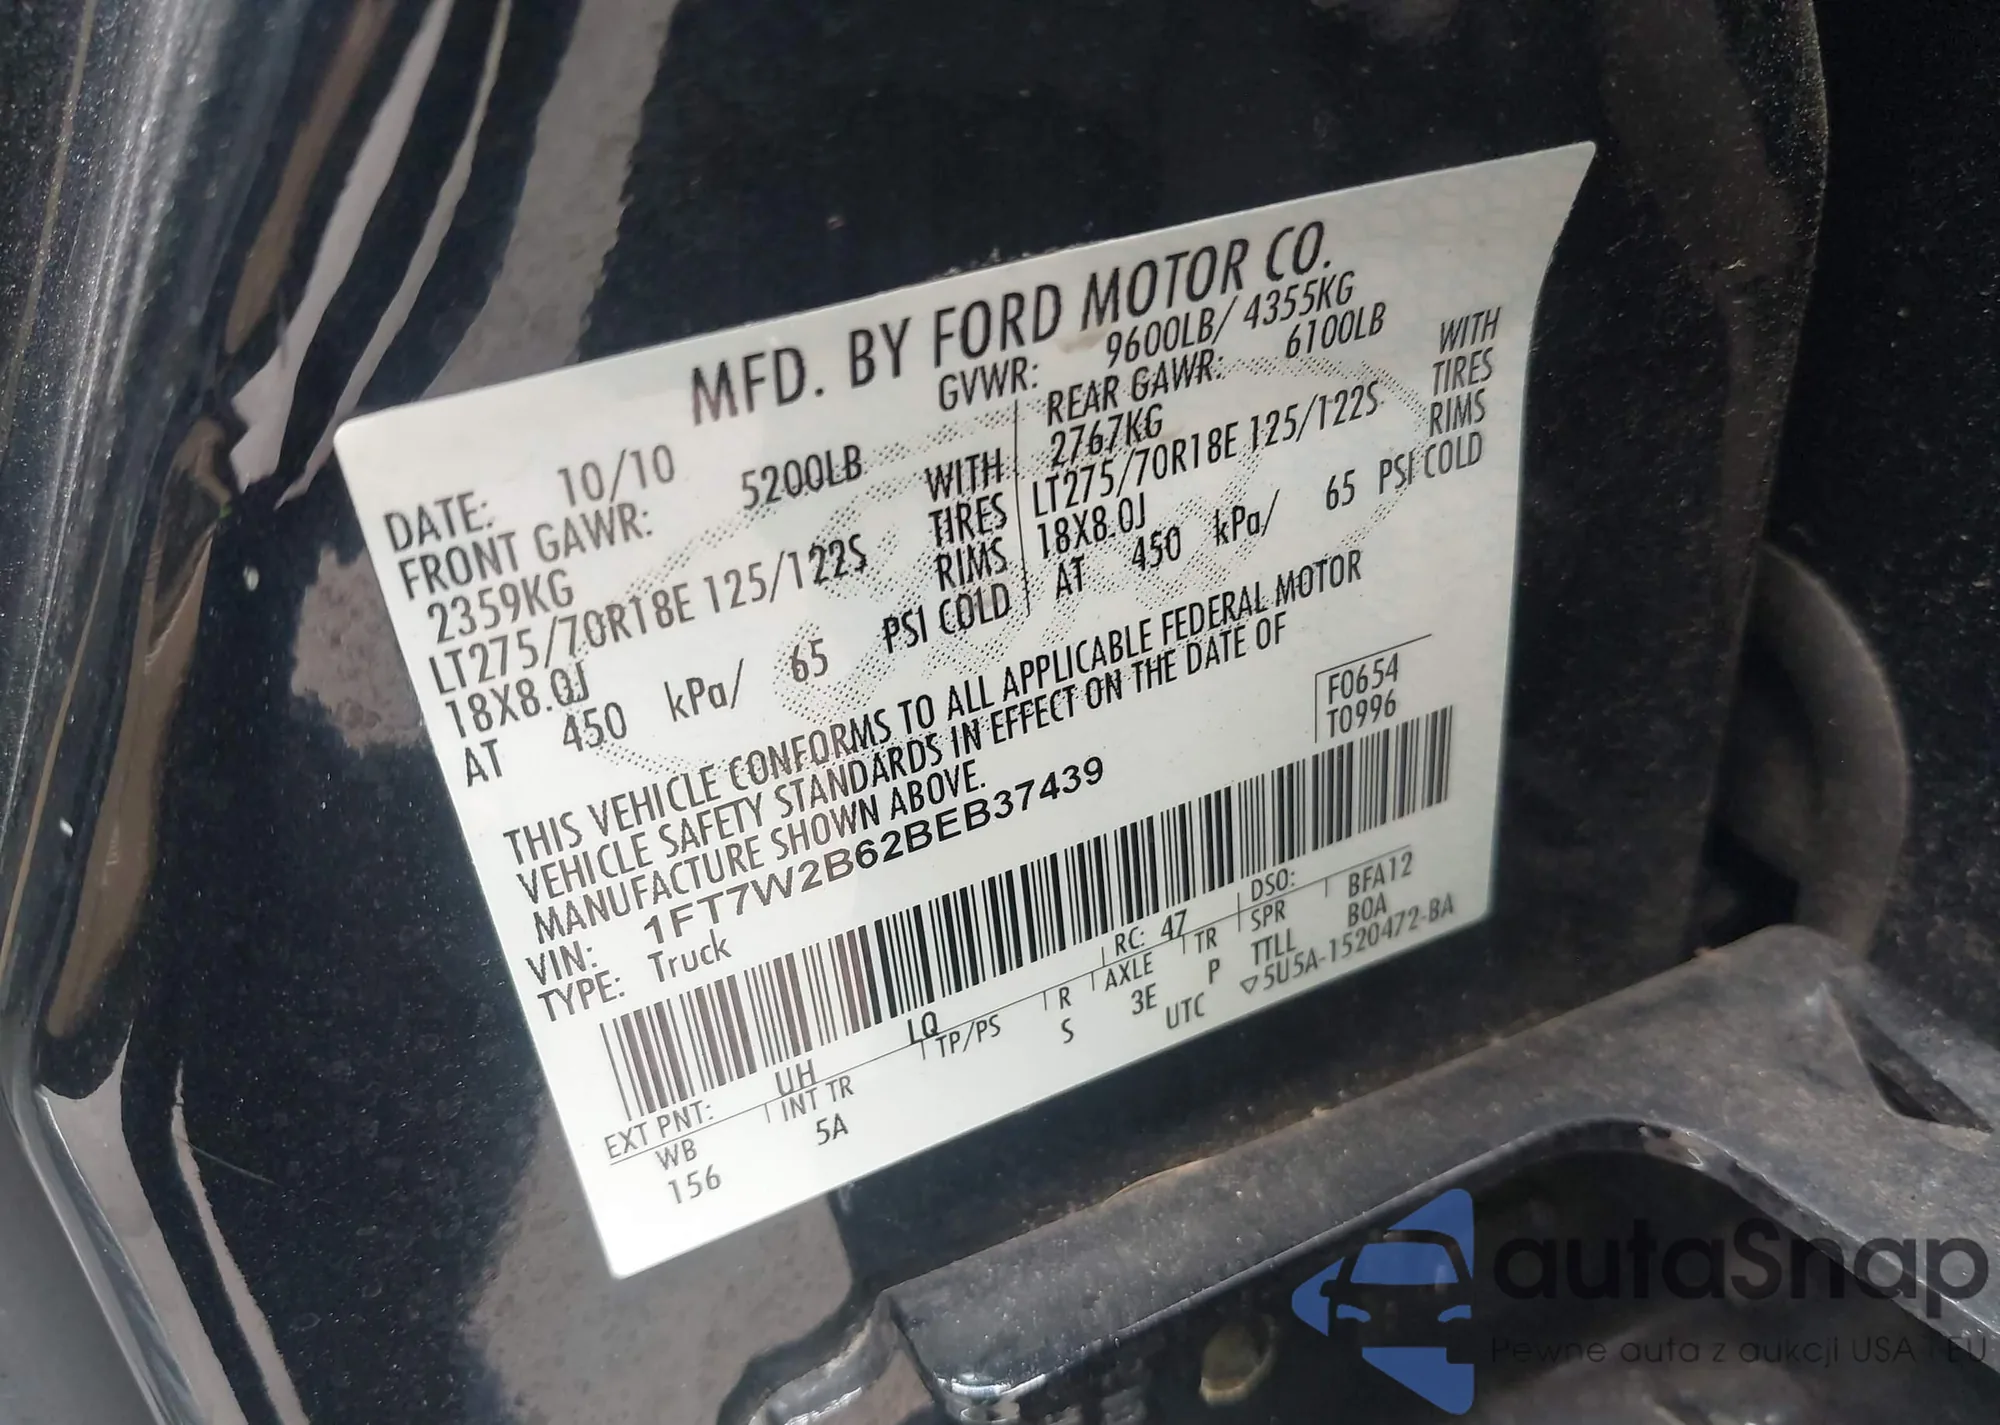 MFD. BY FORD MOTOR CO.
DATE: 10/10 GVWR: 9600LB/ 4355KG
FRONT GAWR: 5200LB REAR GAWR: 6100LB
2359KG WITH 2767KG WITH
LT275/70R18E 125/122S TIRES LT275/70R18E 125/122S TIRES
18X8.0J RIMS 18X8.0J RIMS
AT 450 kPa/ 65 PSI COLD AT 450 kPa/ 65 PSI COLD
THIS VEHICLE CONFORMS TO ALL APPLICABLE FEDERAL MOTOR
VEHICLE SAFETY STANDARDS IN EFFECT ON THE DATE OF
MANUFACTURE SHOWN ABOVE.
VIN: 1FT7W2B62BEB37439 F0654
TYPE: Truck T0996
EXT PNT: UH LQ RC: 47 DSO:
WB INT TR TP/PS R AXLE TR SPR BFA12
156 5A S 3E P TTLL B0A
UTC ▽5U5A-1520472-BA
autaSnap
Pewne auta z aukcji USA i EU